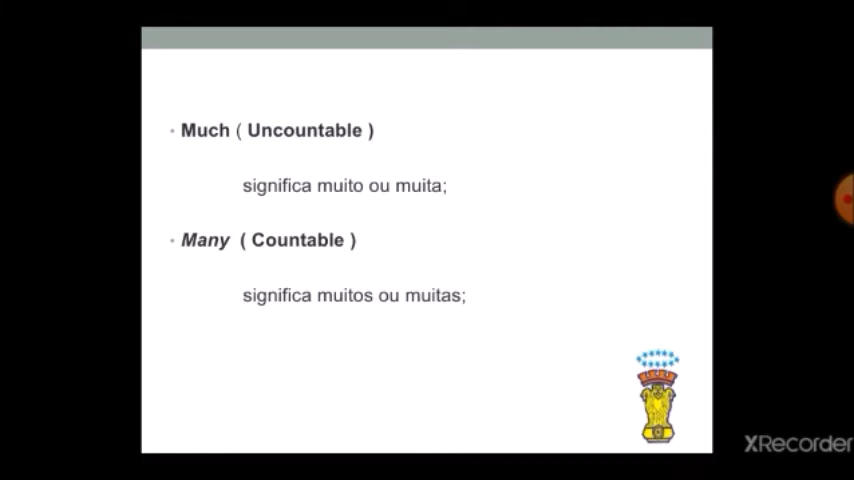 • Much ( Uncountable )
significa muito ou muita;
• Many ( Countable )
significa muitos ou muitas;
XRecorder